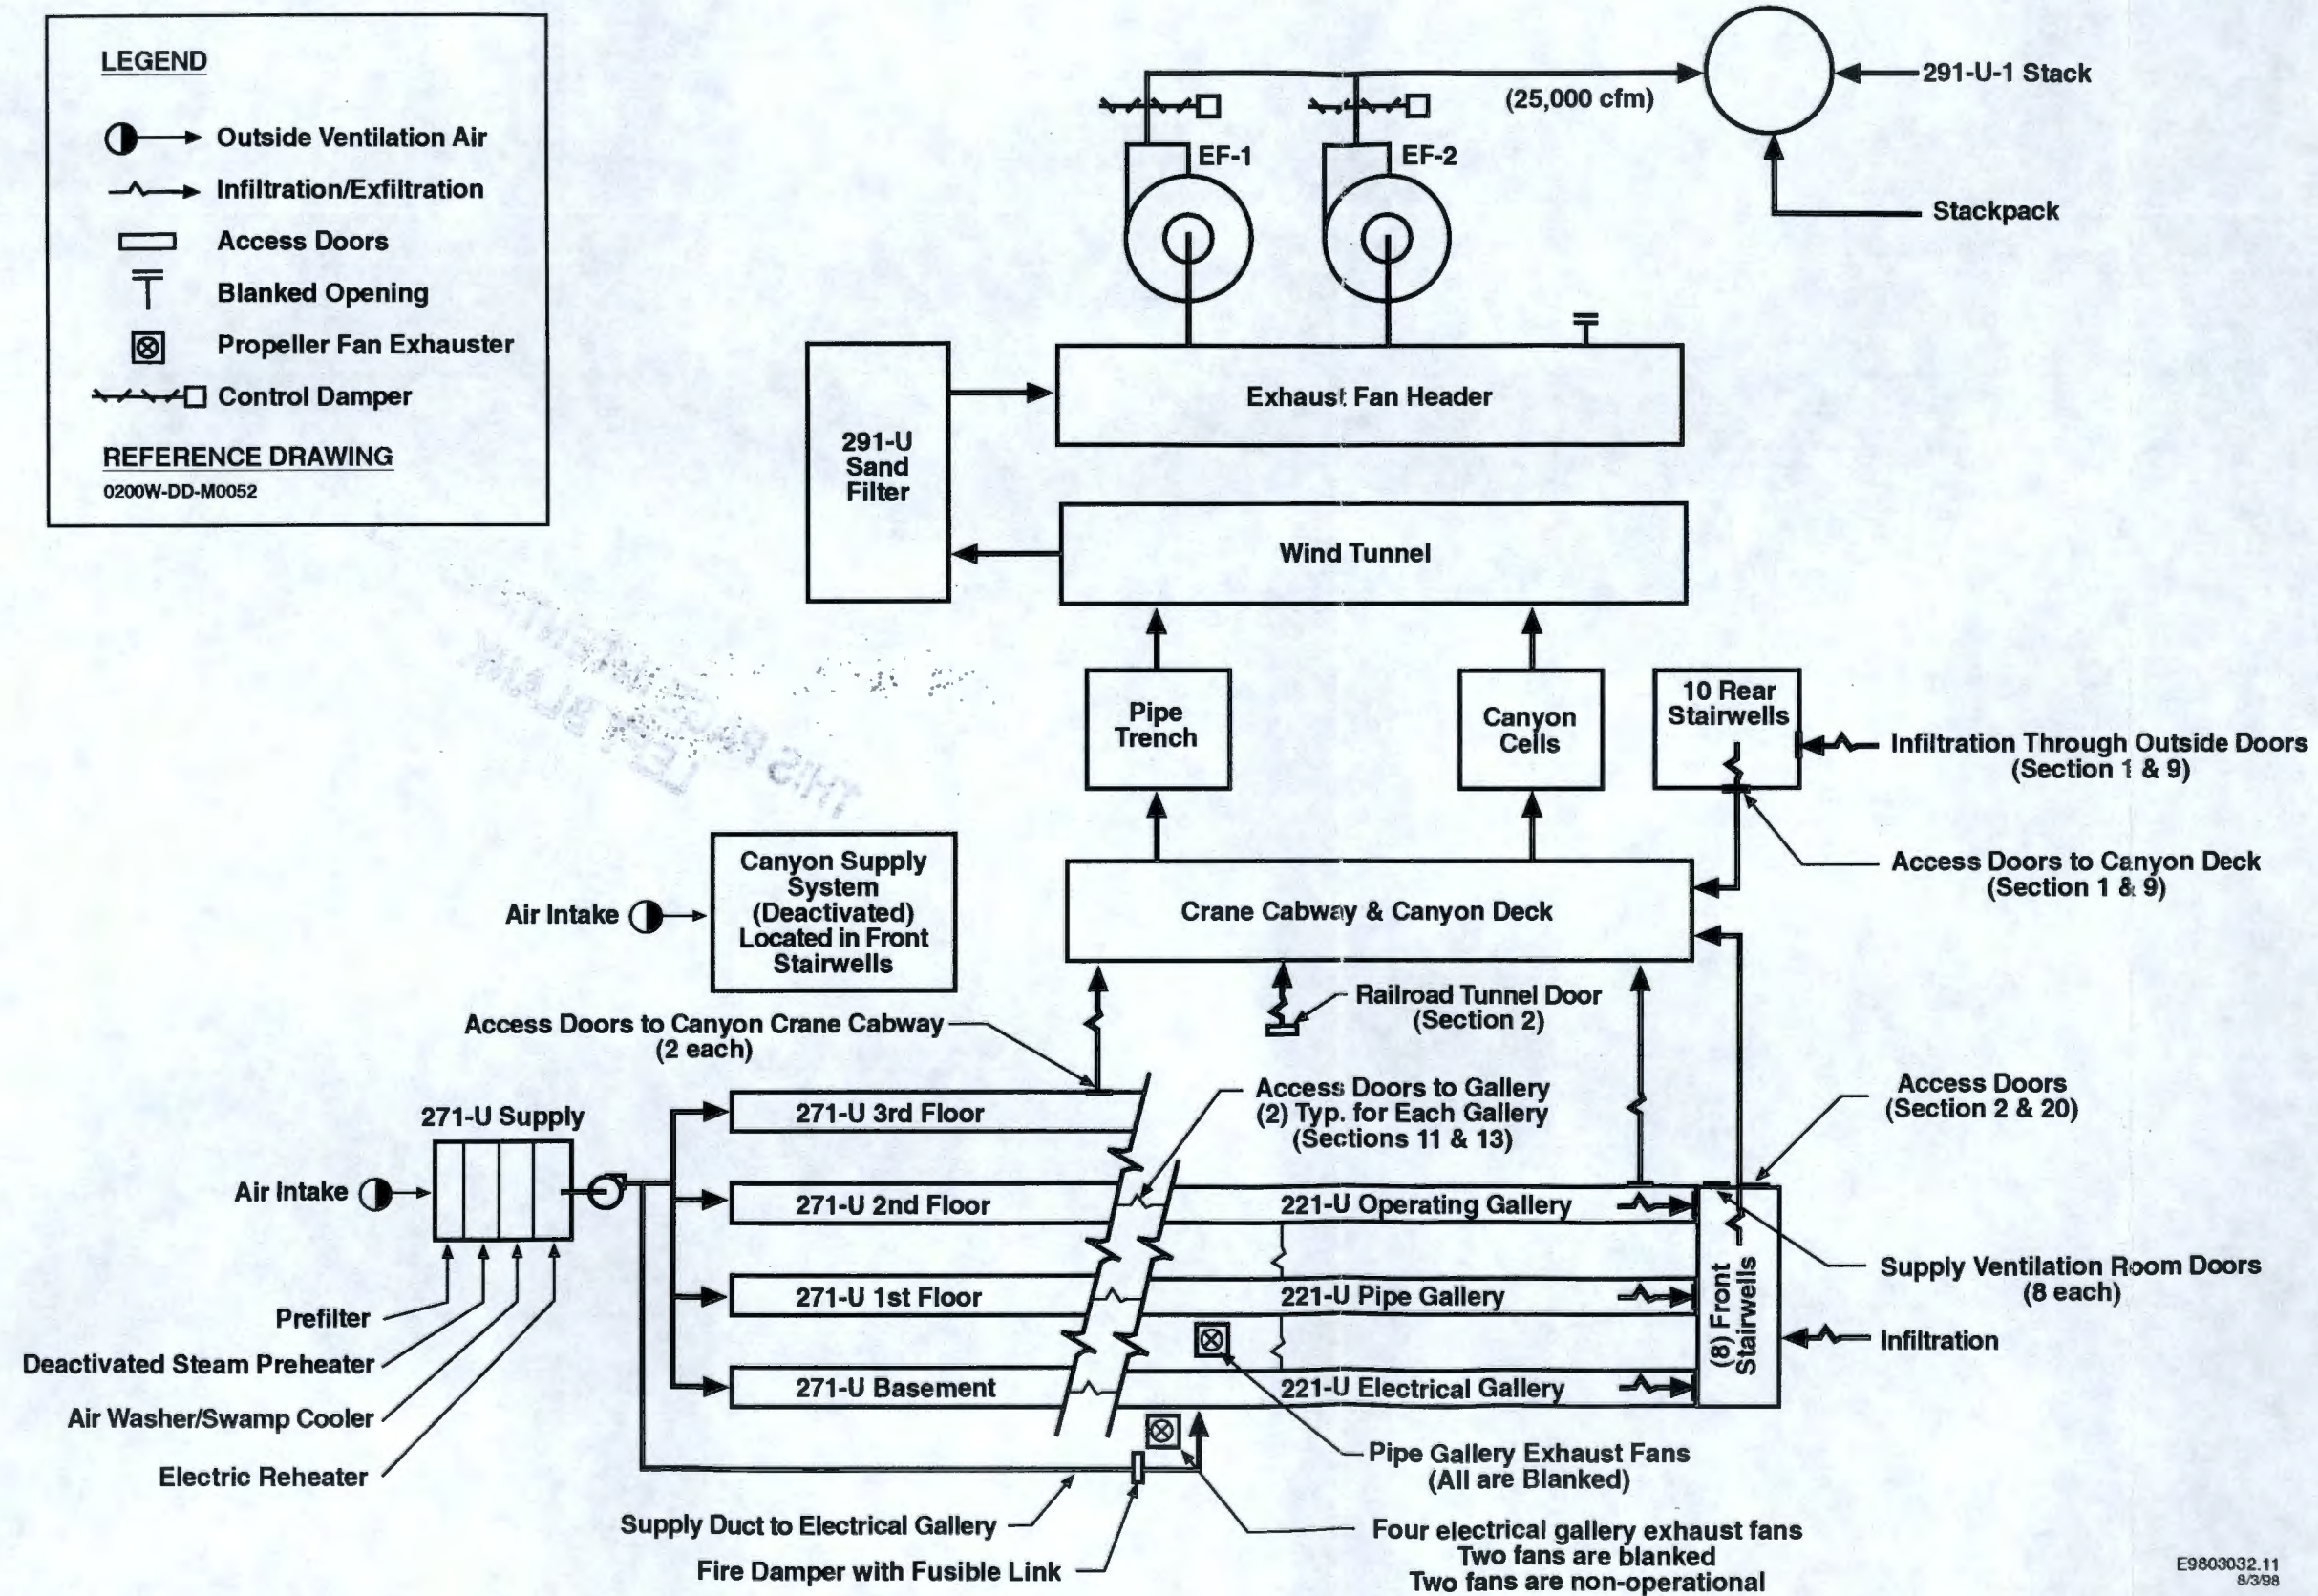 LEGEND
Outside Ventilation Air
Infiltration/Exfiltration
Access Doors
Blanked Opening
Propeller Fan Exhauster
Control Damper
REFERENCE DRAWING
0200W-DD-M0052
EF-1
EF-2
(25,000 cfm)
291-U-1 Stack
Stackpack
291-U
Sand
Filter
Exhaust Fan Header
Wind Tunnel
THIS PAGE INTENTIONALLY
LEFT BLANK
Pipe
Trench
Canyon
Cells
10 Rear
Stairwells
Infiltration Through Outside Doors
(Section 1 & 9)
Access Doors to Canyon Deck
(Section 1 & 9)
Canyon Supply
System
(Deactivated)
Located in Front
Stairwells
Air Intake
Crane Cabway & Canyon Deck
Access Doors to Canyon Crane Cabway
(2 each)
Railroad Tunnel Door
(Section 2)
Access Doors to Gallery
(2) Typ. for Each Gallery
(Sections 11 & 13)
Access Doors
(Section 2 & 20)
271-U Supply
Air Intake
Prefilter
Deactivated Steam Preheater
Air Washer/Swamp Cooler
Electric Reheater
271-U 3rd Floor
271-U 2nd Floor
271-U 1st Floor
271-U Basement
221-U Operating Gallery
221-U Pipe Gallery
221-U Electrical Gallery
(8) Front
Stairwells
Supply Ventilation Room Doors
(8 each)
Infiltration
Pipe Gallery Exhaust Fans
(All are Blanked)
Supply Duct to Electrical Gallery
Fire Damper with Fusible Link
Four electrical gallery exhaust fans
Two fans are blanked
Two fans are non-operational
E9803032.11
8/3/98